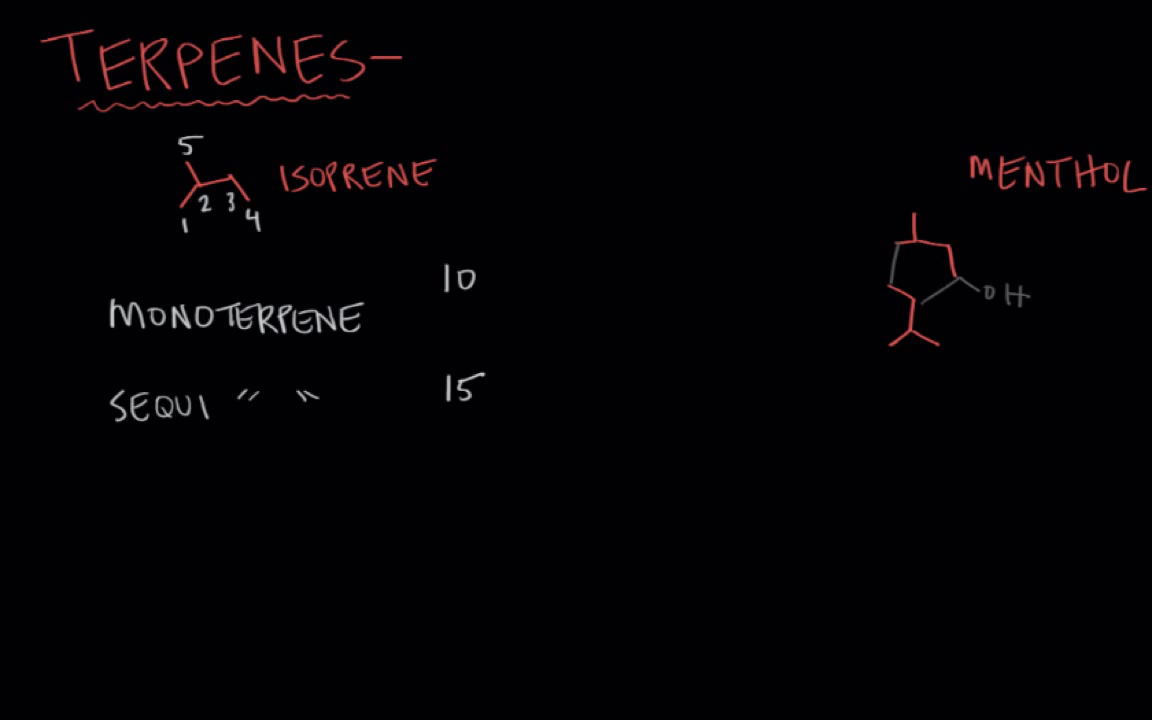 TERPENES—
5
ISOPRENE
1 2 3 4
MENTHOL
OH
MONOTERPENE 10
SEQUI " " 15